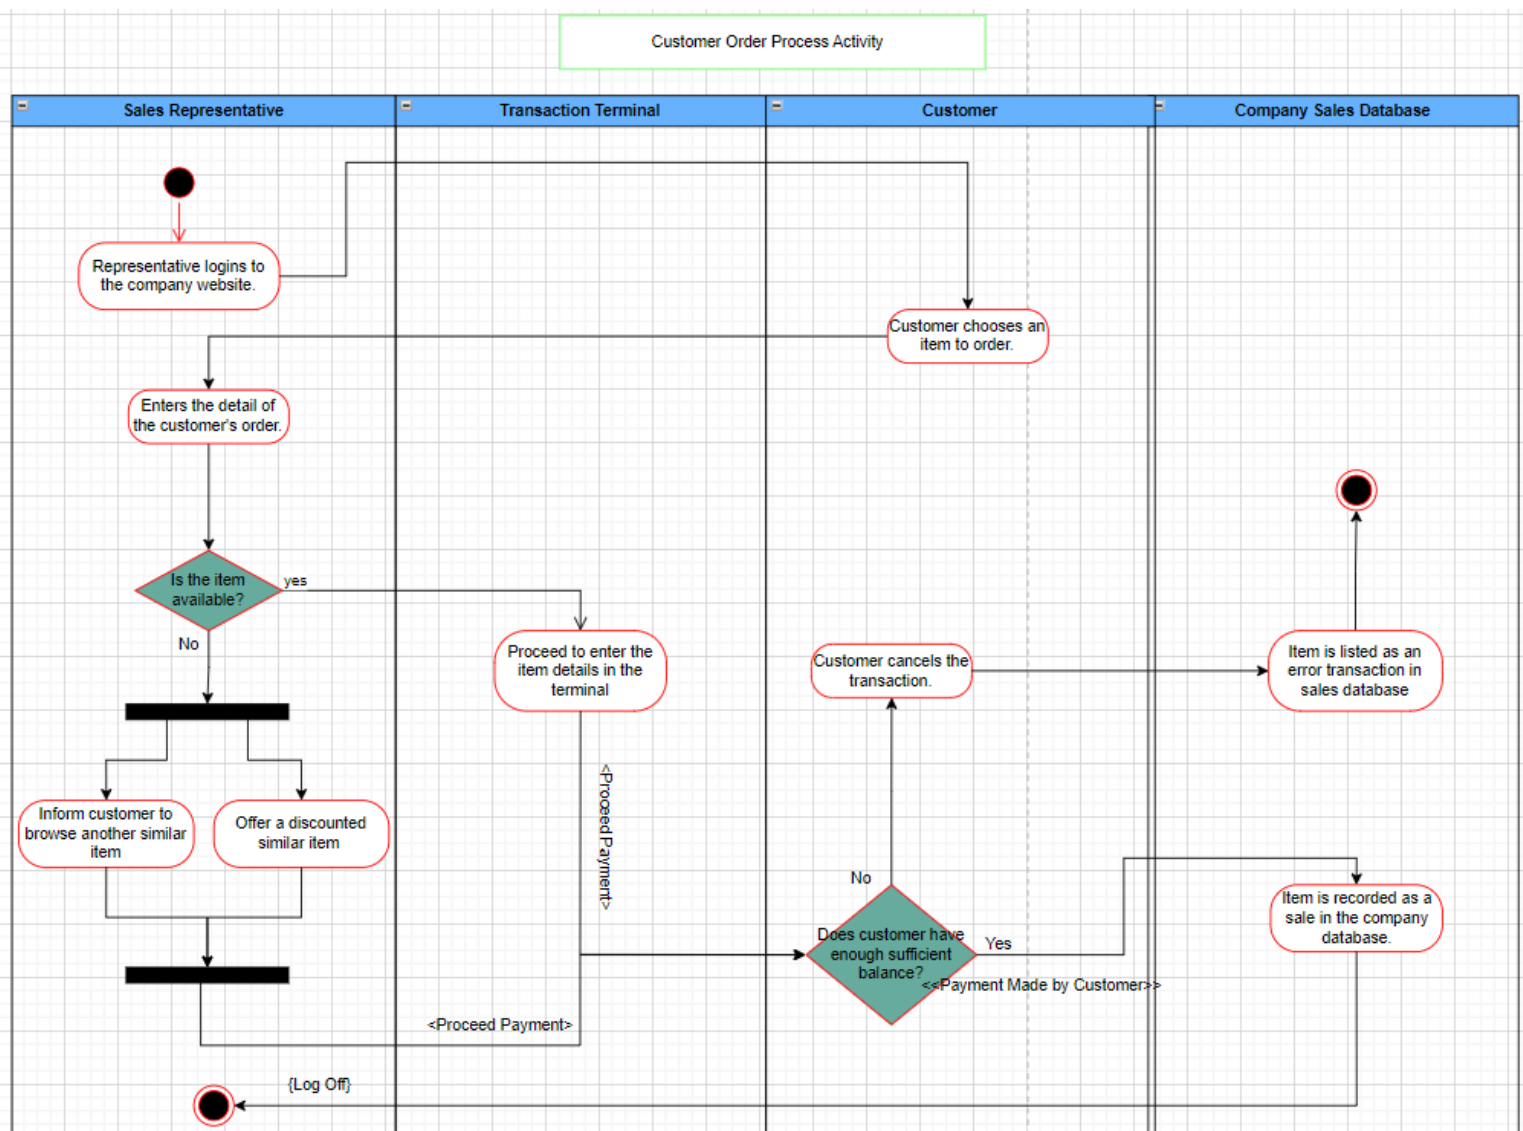 Customer Order Process Activity
Sales Representative
Transaction Terminal
Customer
Company Sales Database
Representative logins to
the company website.
Customer chooses an
item to order.
Enters the detail of
the customer's order.
Is the item
available?
yes
No
Proceed to enter the
item details in the
terminal
Customer cancels the
transaction.
Item is listed as an
error transaction in
sales database
Inform customer to
browse another similar
item
Offer a discounted
similar item
<Proceed Payment>
No
Does customer have
enough sufficient
balance?
Yes
<<Payment Made by Customer>>
Item is recorded as a
sale in the company
database.
<Proceed Payment>
{Log Off}